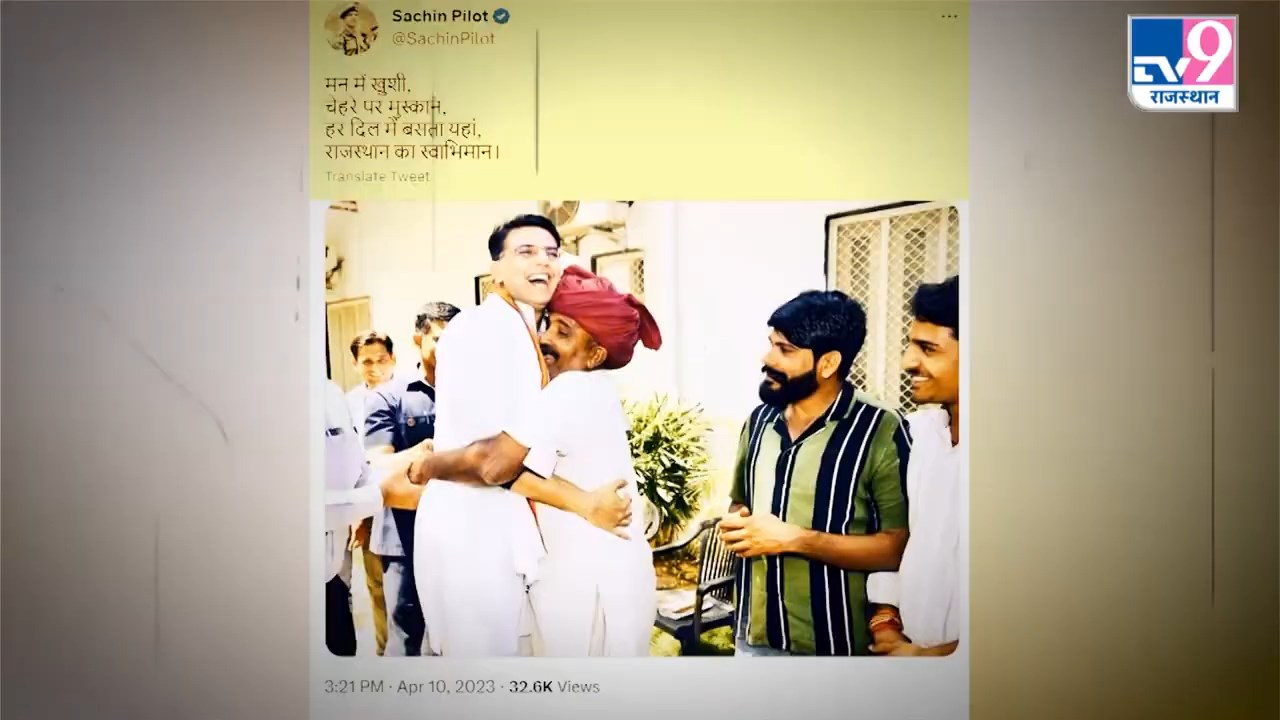 Sachin Pilot
@SachinPilot
...
मन में खुशी,
चेहरे पर मुस्कान,
हर दिल में बसता यहां,
राजस्थान का स्वाभिमान।
Translate Tweet
3:21 PM · Apr 10, 2023 · 32.6K Views
TV9
राजस्थान